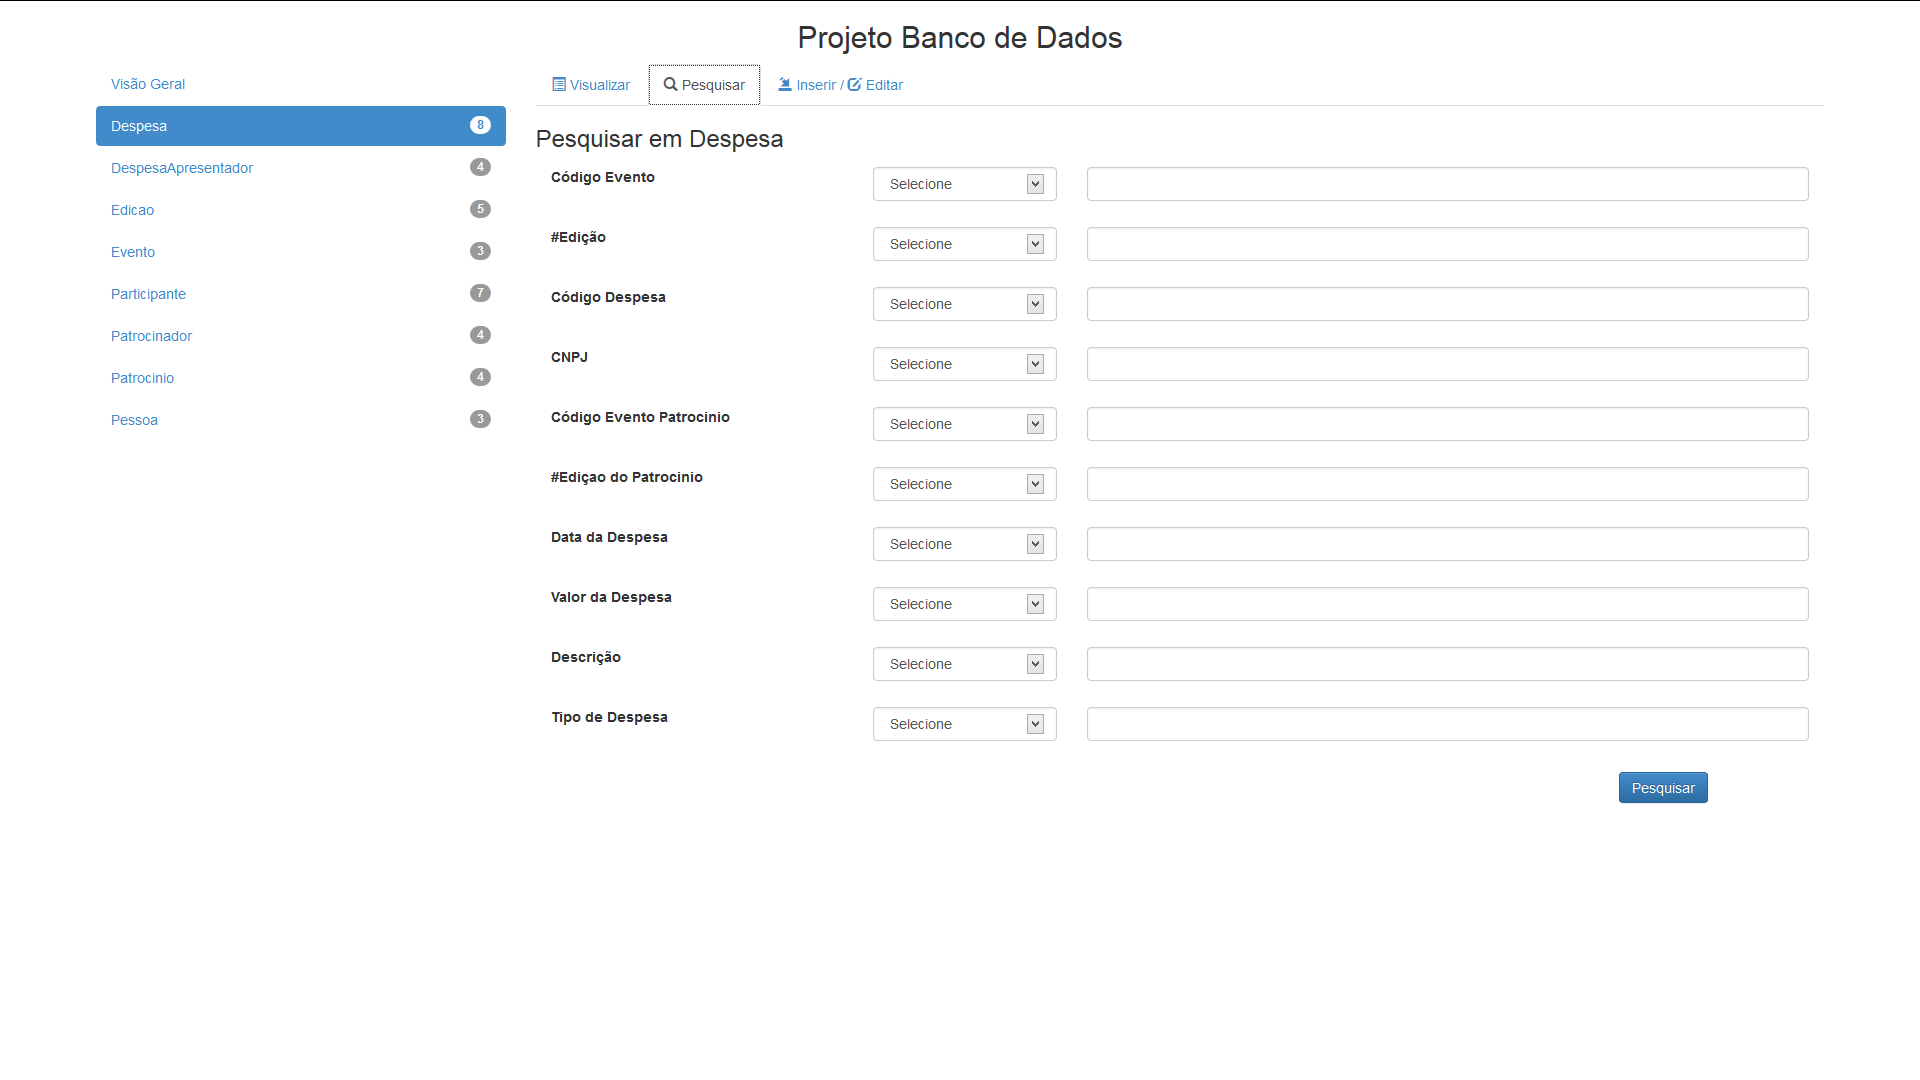 Projeto Banco de Dados
Visão Geral
Despesa 8
DespesaApresentador 4
Edicao 5
Evento 3
Participante 7
Patrocinador 4
Patrocinio 4
Pessoa 3
Visualizar Pesquisar Inserir / Editar
Pesquisar em Despesa
Código Evento Selecione
#Edição Selecione
Código Despesa Selecione
CNPJ Selecione
Código Evento Patrocínio Selecione
#Ediçao do Patrocínio Selecione
Data da Despesa Selecione
Valor da Despesa Selecione
Descrição Selecione
Tipo de Despesa Selecione
Pesquisar